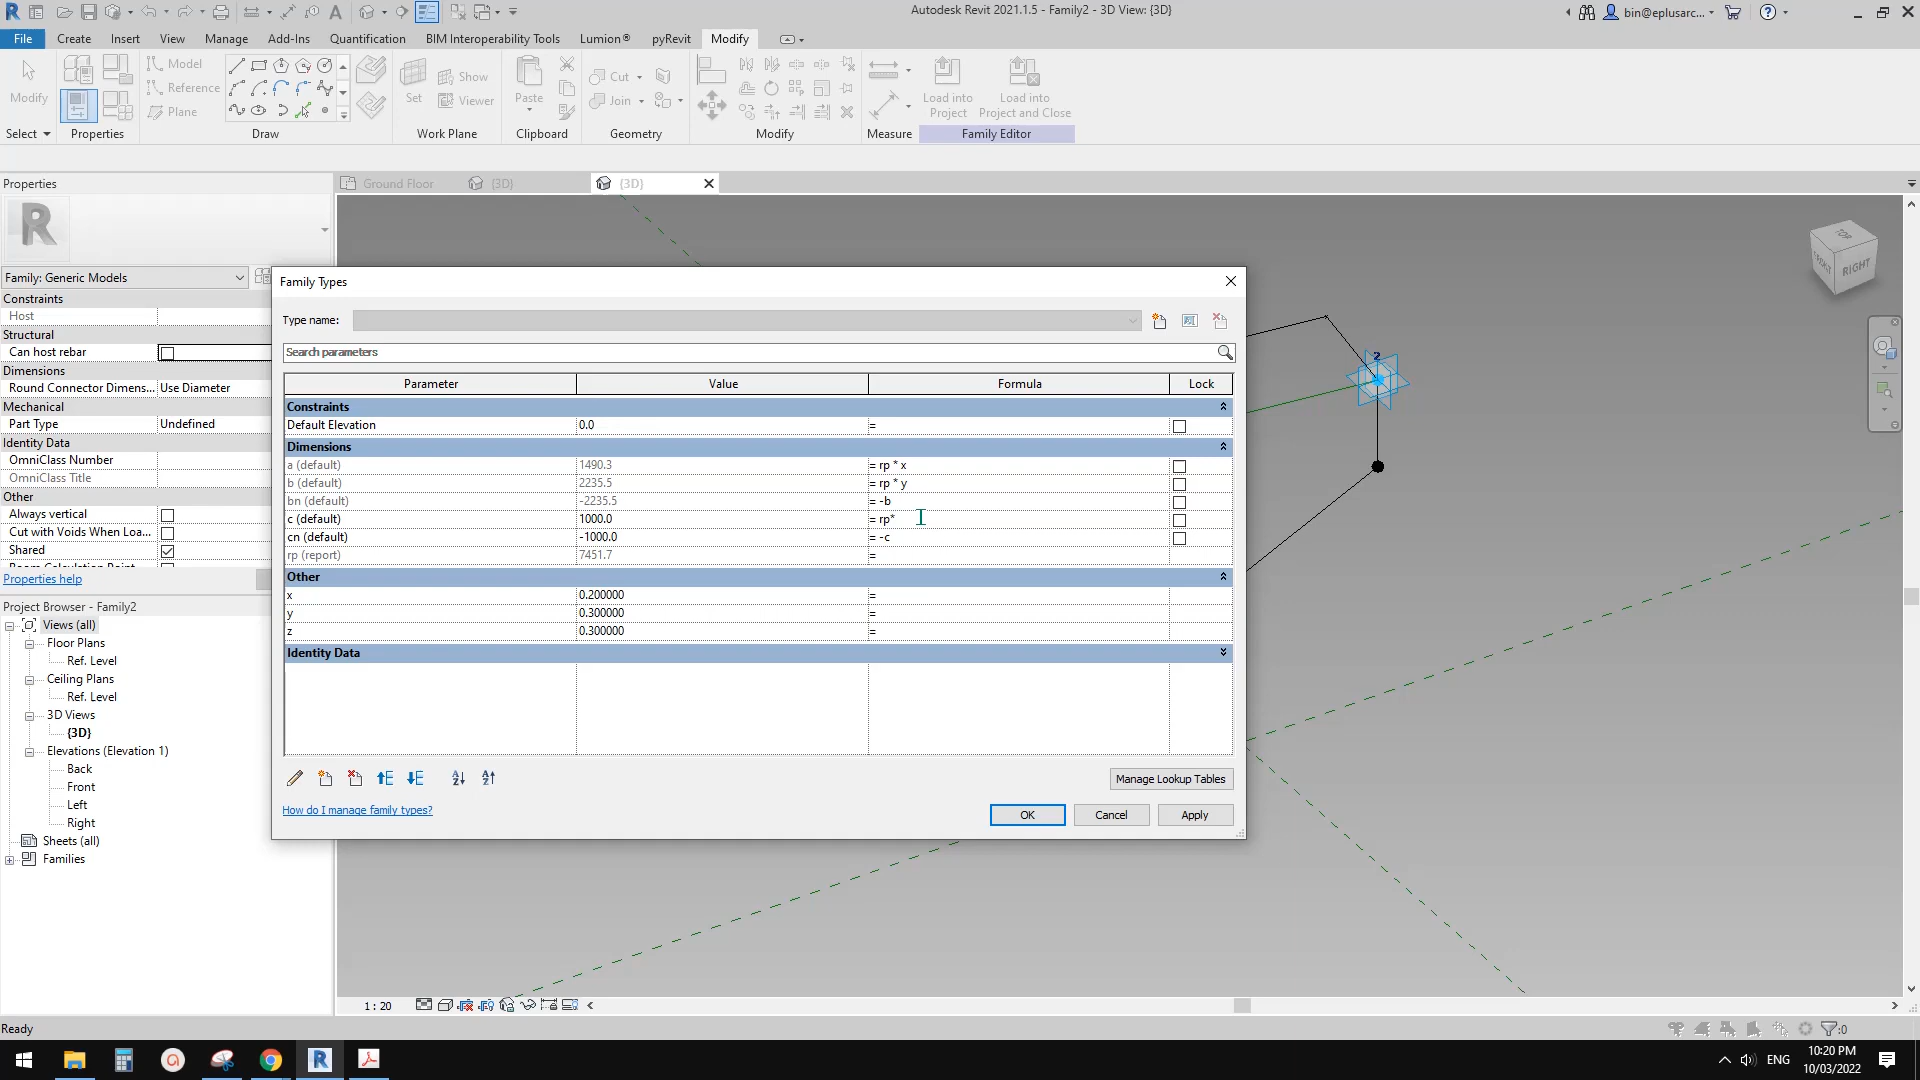 Autodesk Revit 2021.1.5 - Family2 - 3D View: {3D}
bin@eplusarc...
File Create Insert View Manage Add-Ins Quantification BIM Interoperability Tools Lumion® pyRevit Modify
Modify
Model
Reference
Plane
Set
Show
Viewer
Paste
Cut
Join
Load into Project
Load into Project and Close
Select Properties Draw Work Plane Clipboard Geometry Modify Measure Family Editor
Properties
Ground Floor
{3D}
{3D}
R
Family: Generic Models
Constraints
Host
Structural
Can host rebar
Dimensions
Round Connector Dimens... Use Diameter
Mechanical
Part Type Undefined
Identity Data
OmniClass Number
OmniClass Title
Other
Always vertical
Cut with Voids When Loa...
Shared
Properties help
Project Browser - Family2
Views (all)
Floor Plans
Ref. Level
Ceiling Plans
Ref. Level
3D Views
{3D}
Elevations (Elevation 1)
Back
Front
Left
Right
Sheets (all)
Families
Family Types
Type name:
Search parameters
Parameter Value Formula Lock
Constraints
Default Elevation 0.0 =
Dimensions
a (default) 1490.3 = rp * x
b (default) 2235.5 = rp * y
bn (default) -2235.5 = -b
c (default) 1000.0 = rp*
cn (default) -1000.0 = -c
rp (report) 7451.7 =
Other
x 0.200000 =
y 0.300000 =
z 0.300000 =
Identity Data
Manage Lookup Tables
How do I manage family types?
OK Cancel Apply
2
TOP
FRONT
RIGHT
1 : 20
Ready
:0
ENG
10:20 PM
10/03/2022